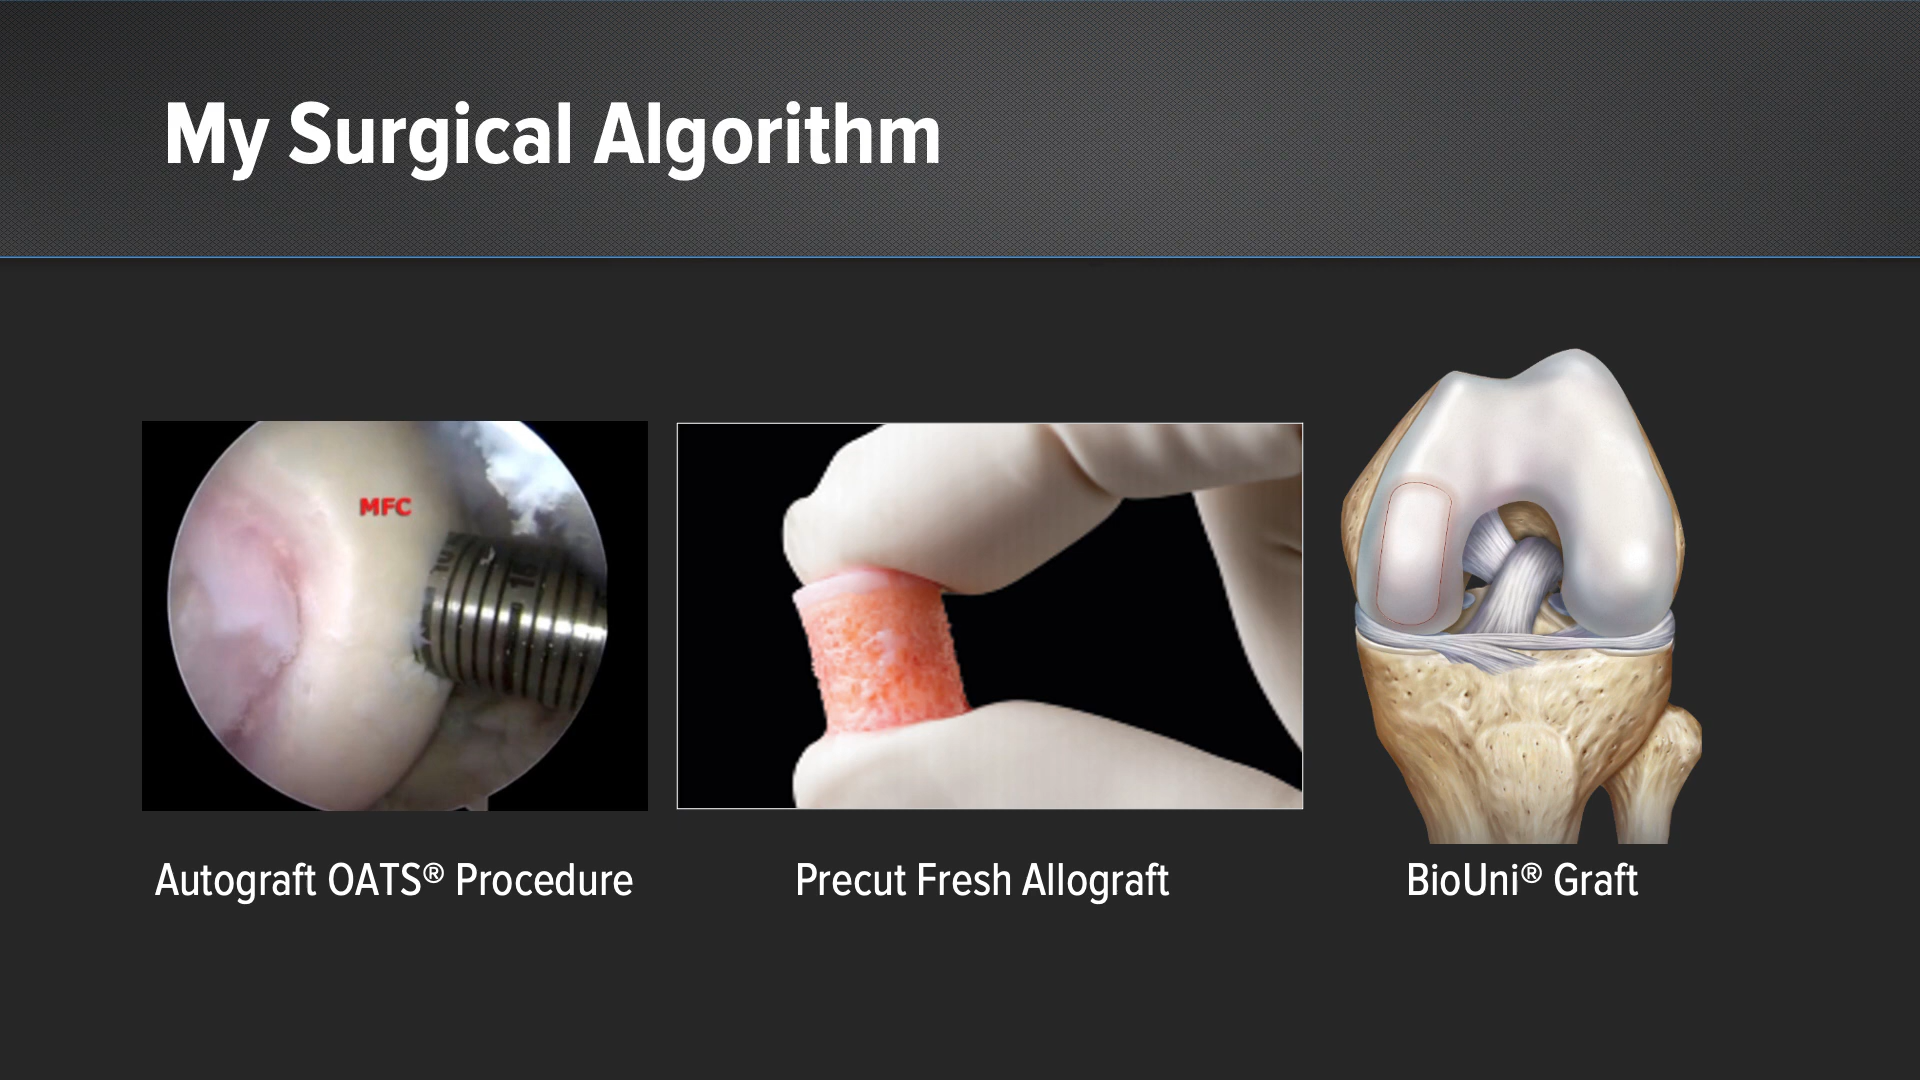 My Surgical Algorithm
MFC
Autograft OATS® Procedure
Precut Fresh Allograft
BioUni® Graft